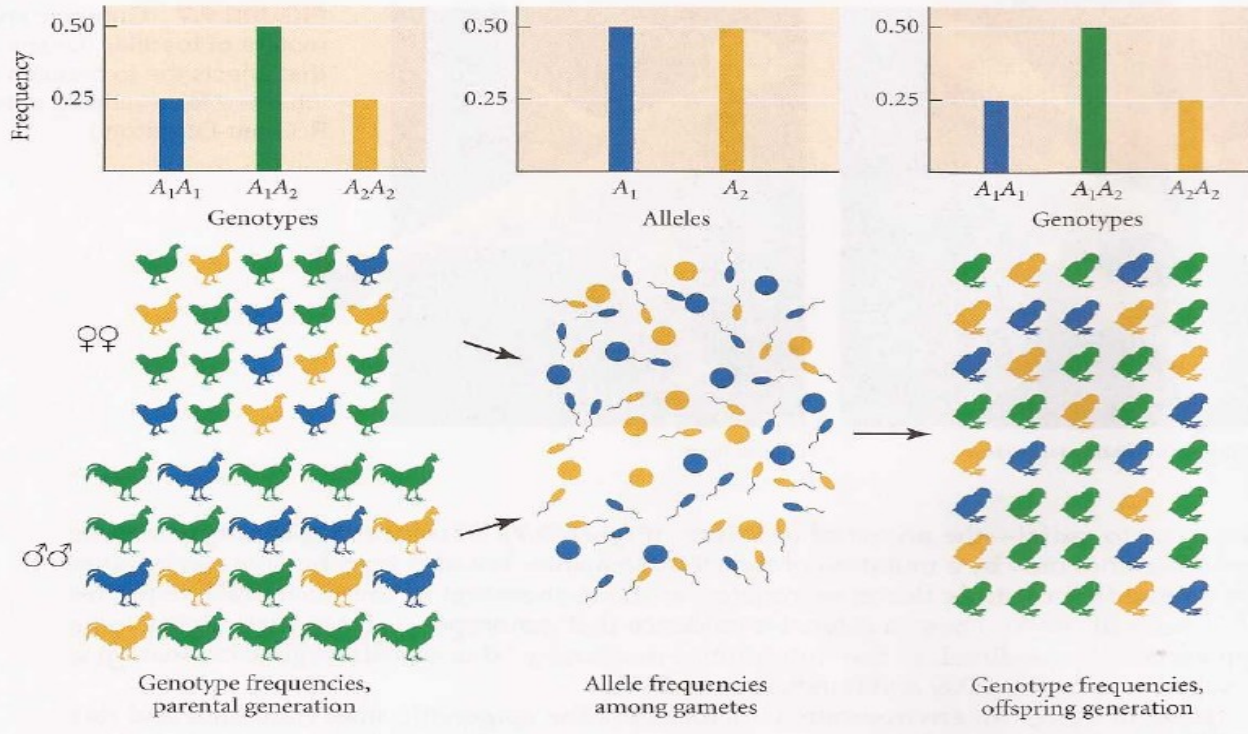 0.50
0.25
Frequency
A₁A₁ A₁A₂ A₂A₂
Genotypes
0.50
0.25
A₁ A₂
Alleles
0.50
0.25
A₁A₁ A₁A₂ A₂A₂
Genotypes
♀♀
♂♂
Genotype frequencies,
parental generation
Allele frequencies
among gametes
Genotype frequencies,
offspring generation